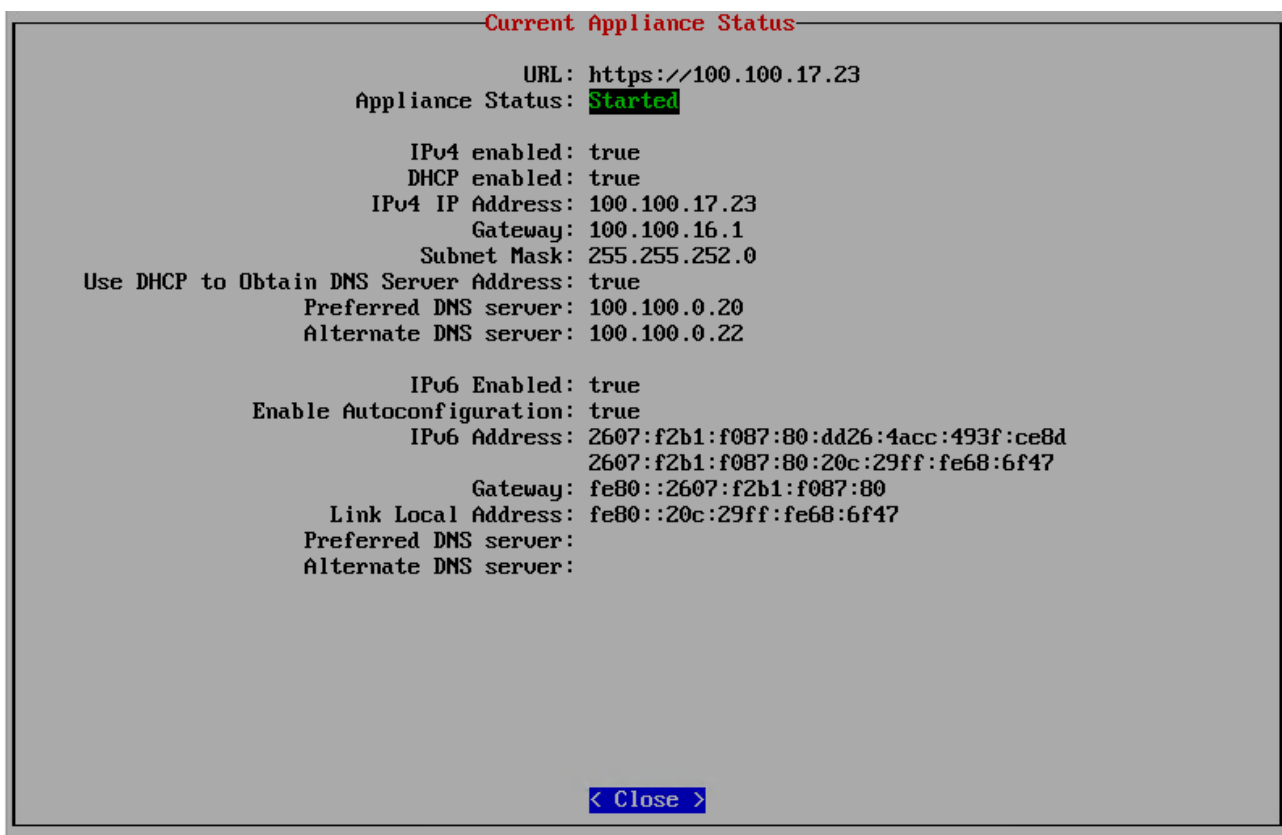 Current Appliance Status
URL: https://100.100.17.23
Appliance Status: Started
IPv4 enabled: true
DHCP enabled: true
IPv4 IP Address: 100.100.17.23
Gateway: 100.100.16.1
Subnet Mask: 255.255.252.0
Use DHCP to Obtain DNS Server Address: true
Preferred DNS server: 100.100.0.20
Alternate DNS server: 100.100.0.22
IPv6 Enabled: true
Enable Autoconfiguration: true
IPv6 Address: 2607:f2b1:f087:80:dd26:4acc:493f:ce8d
2607:f2b1:f087:80:20c:29ff:fe68:6f47
Gateway: fe80::2607:f2b1:f087:80
Link Local Address: fe80::20c:29ff:fe68:6f47
Preferred DNS server:
Alternate DNS server:
< Close >